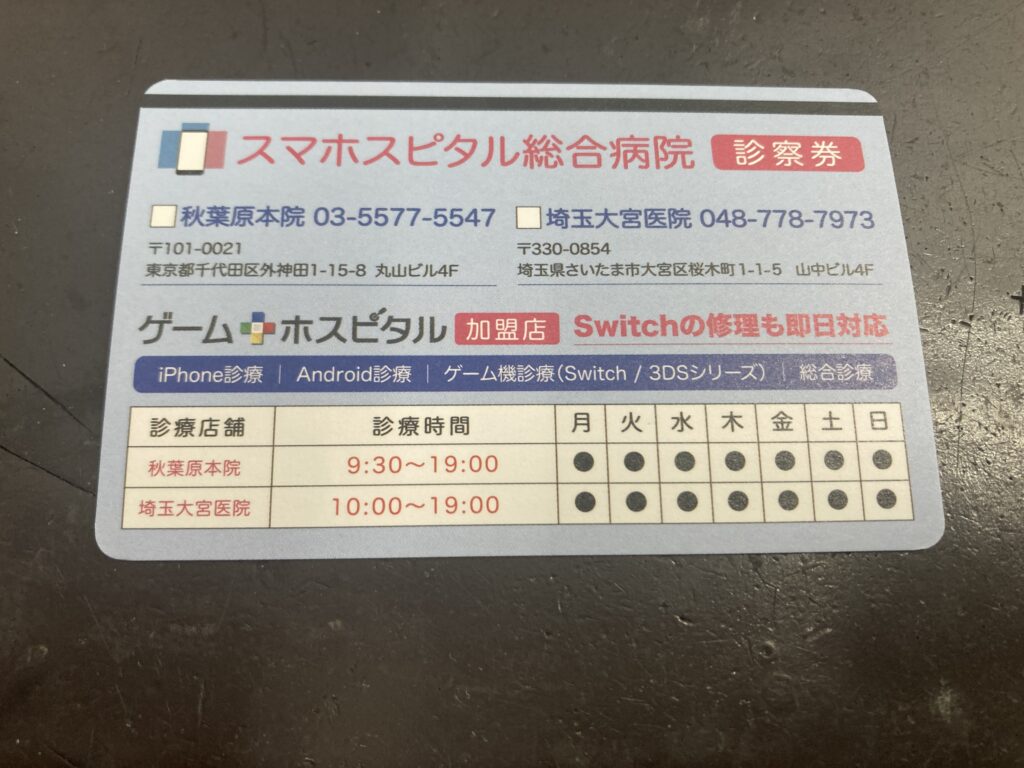 スマホスピタル総合病院 診察券
秋葉原本院 03-5577-5547
〒101-0021
東京都千代田区外神田1-15-8 丸山ビル4F
埼玉大宮医院 048-778-7973
〒330-0854
埼玉県さいたま市大宮区桜木町1-1-5 山中ビル4F
ゲームホスピタル 加盟店 Switchの修理も即日対応
iPhone診療 | Android診療 | ゲーム機診療(Switch / 3DSシリーズ) | 総合診療
診療店舗 診療時間 月 火 水 木 金 土 日
秋葉原本院 9:30〜19:00 ● ● ● ● ● ● ●
埼玉大宮医院 10:00〜19:00 ● ● ● ● ● ● ●